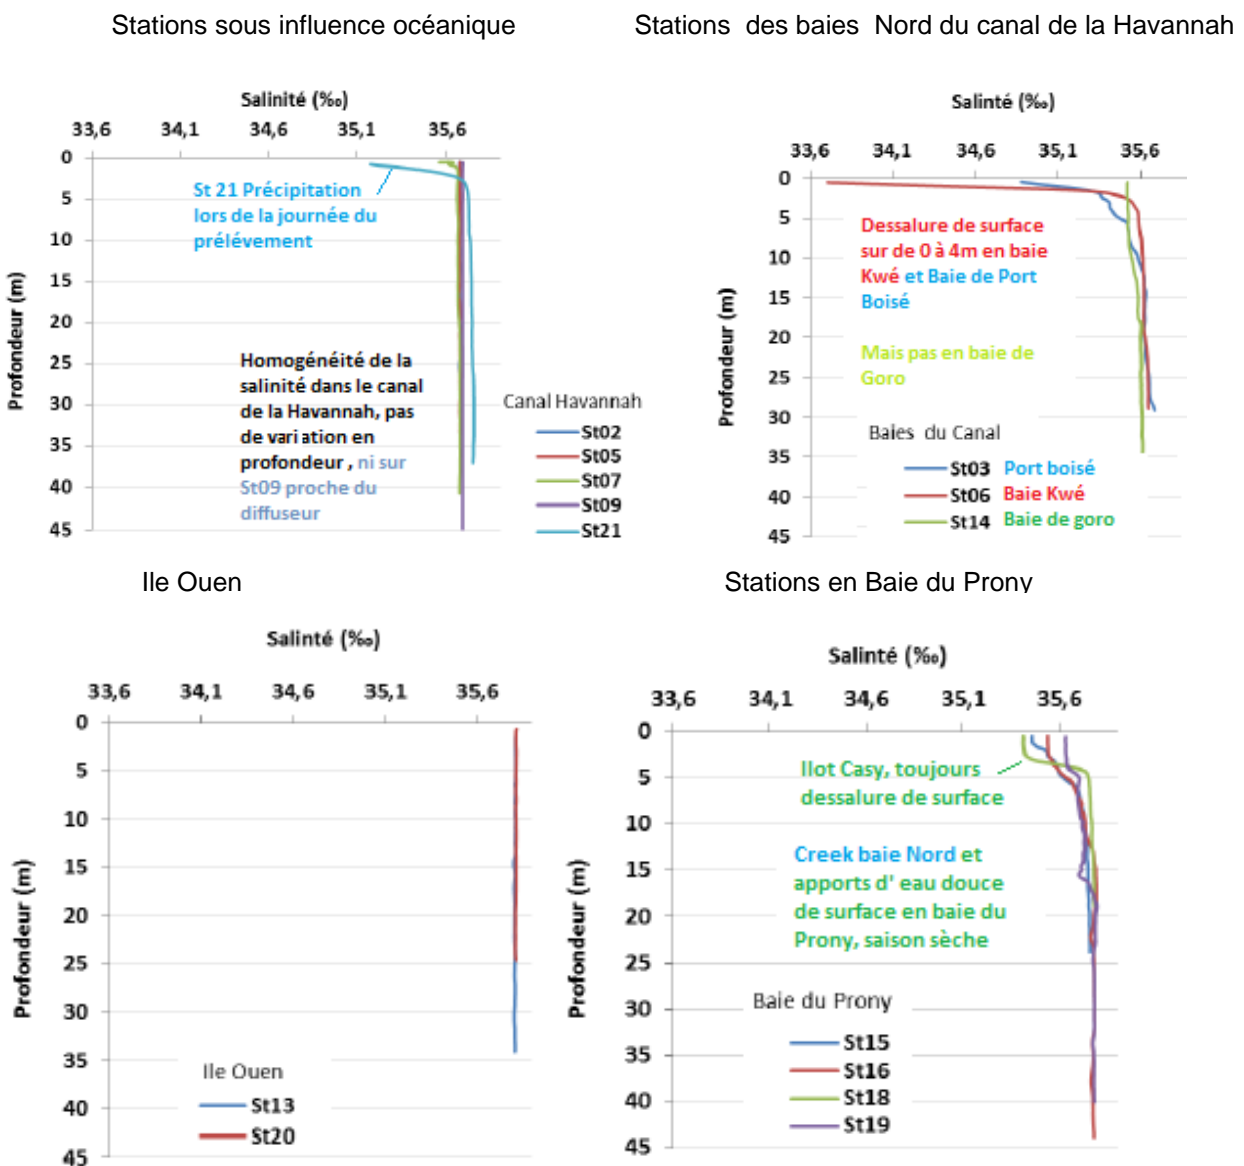 Stations sous influence océanique
Stations des baies Nord du canal de la Havannah
Salinité (‰)
33,6 34,1 34,6 35,1 35,6
Profondeur (m)
0
5
10
15
20
25
30
35
40
45
St 21 Précipitation
lors de la journée du
prélévement
Homogénéité de la
salinité dans le canal
de la Havannah, pas
de variation en
profondeur , ni sur
St09 proche du
diffuseur
Canal Havannah
St02
St05
St07
St09
St21
Salinté (‰)
33,6 34,1 34,6 35,1 35,6
Profondeur (m)
0
5
10
15
20
25
30
35
40
45
Dessalure de surface
sur de 0 à 4m en baie
Kwé et Baie de Port
Boisé
Mais pas en baie de
Goro
Baies du Canal
St03 Port boisé
St06 Baie Kwé
St14 Baie de goro
Ile Ouen
Stations en Baie du Prony
Salinté (‰)
33,6 34,1 34,6 35,1 35,6
Profondeur (m)
0
5
10
15
20
25
30
35
40
45
Ile Ouen
St13
St20
Salinté (‰)
33,6 34,1 34,6 35,1 35,6
Profondeur (m)
0
5
10
15
20
25
30
35
40
45
Ilot Casy, toujours
dessalure de surface
Creek baie Nord et
apports d' eau douce
de surface en baie du
Prony, saison sèche
Baie du Prony
St15
St16
St18
St19